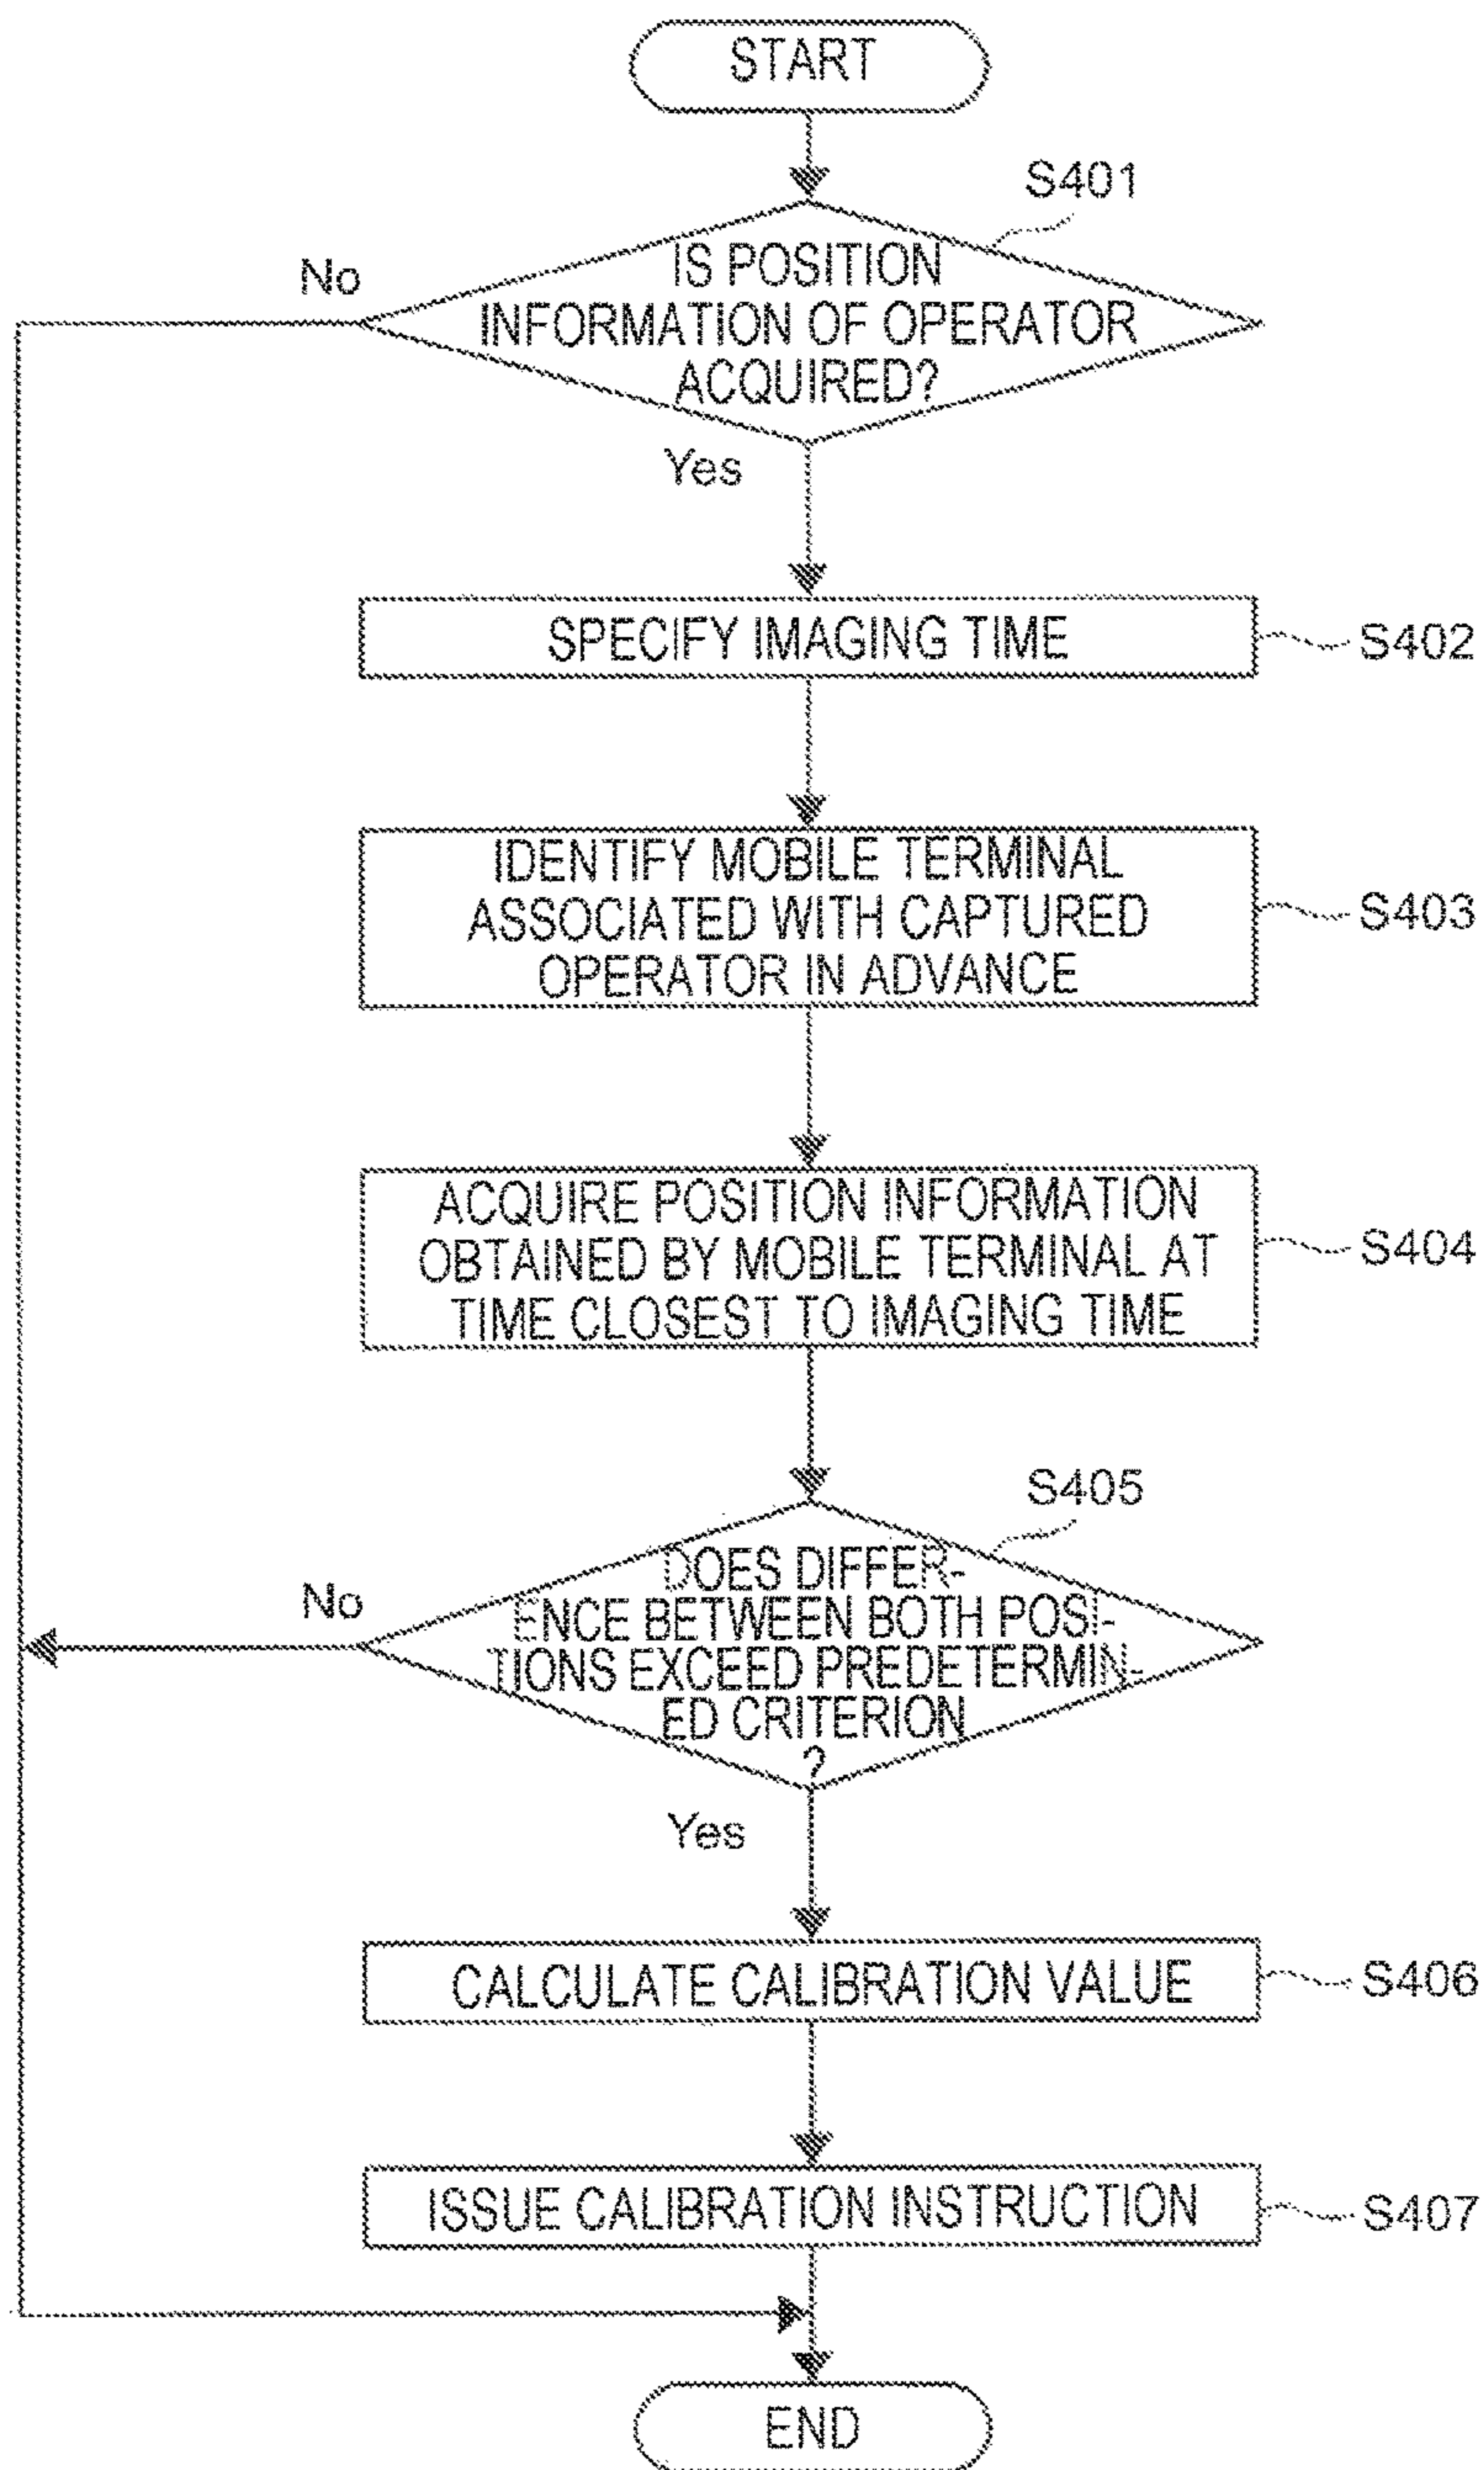 START
S401
IS POSITION
INFORMATION OF OPERATOR
ACQUIRED?
No
Yes
SPECIFY IMAGING TIME
S402
IDENTIFY MOBILE TERMINAL
ASSOCIATED WITH CAPTURED
OPERATOR IN ADVANCE
S403
ACQUIRE POSITION INFORMATION
OBTAINED BY MOBILE TERMINAL AT
TIME CLOSEST TO IMAGING TIME
S404
S405
DOES DIFFER-
ENCE BETWEEN BOTH POSI-
TIONS EXCEED PREDETERMIN-
ED CRITERION
?
No
Yes
CALCULATE CALIBRATION VALUE
S406
ISSUE CALIBRATION INSTRUCTION
S407
END